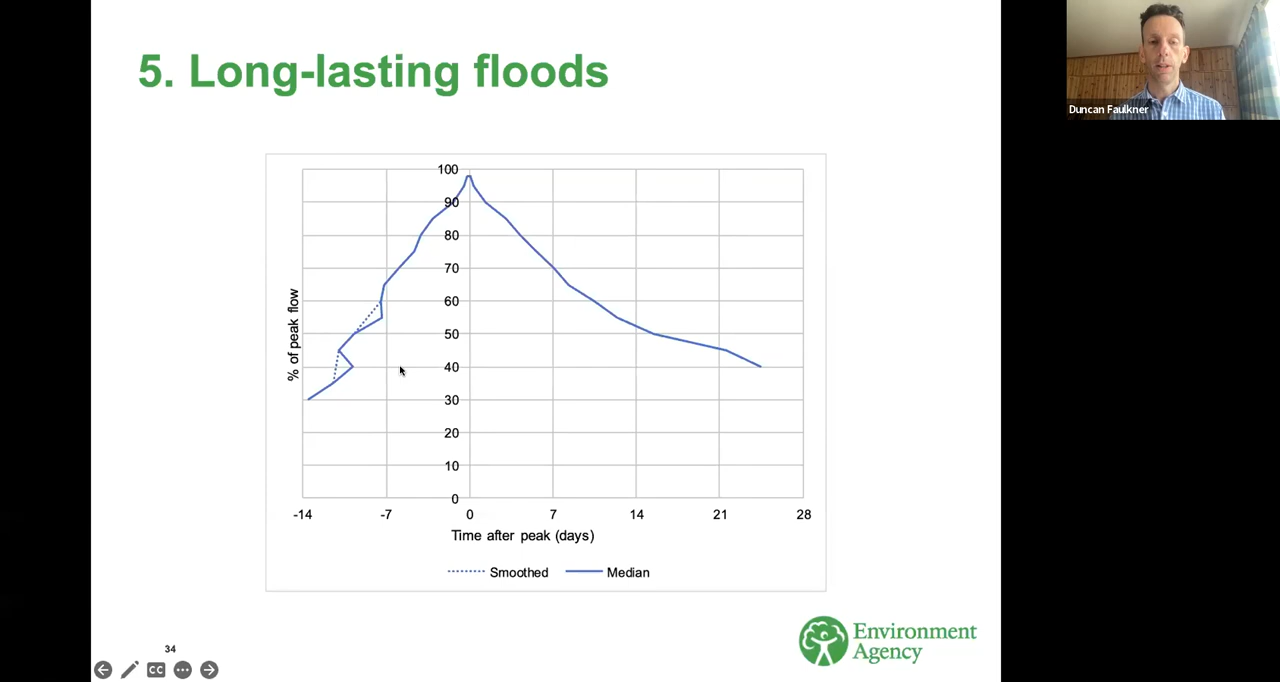 5. Long-lasting floods
Duncan Faulkner
100
90
80
70
60
50
40
30
20
10
0
% of peak flow
-14 -7 0 7 14 21 28
Time after peak (days)
Smoothed Median
Environment
Agency
34
CC